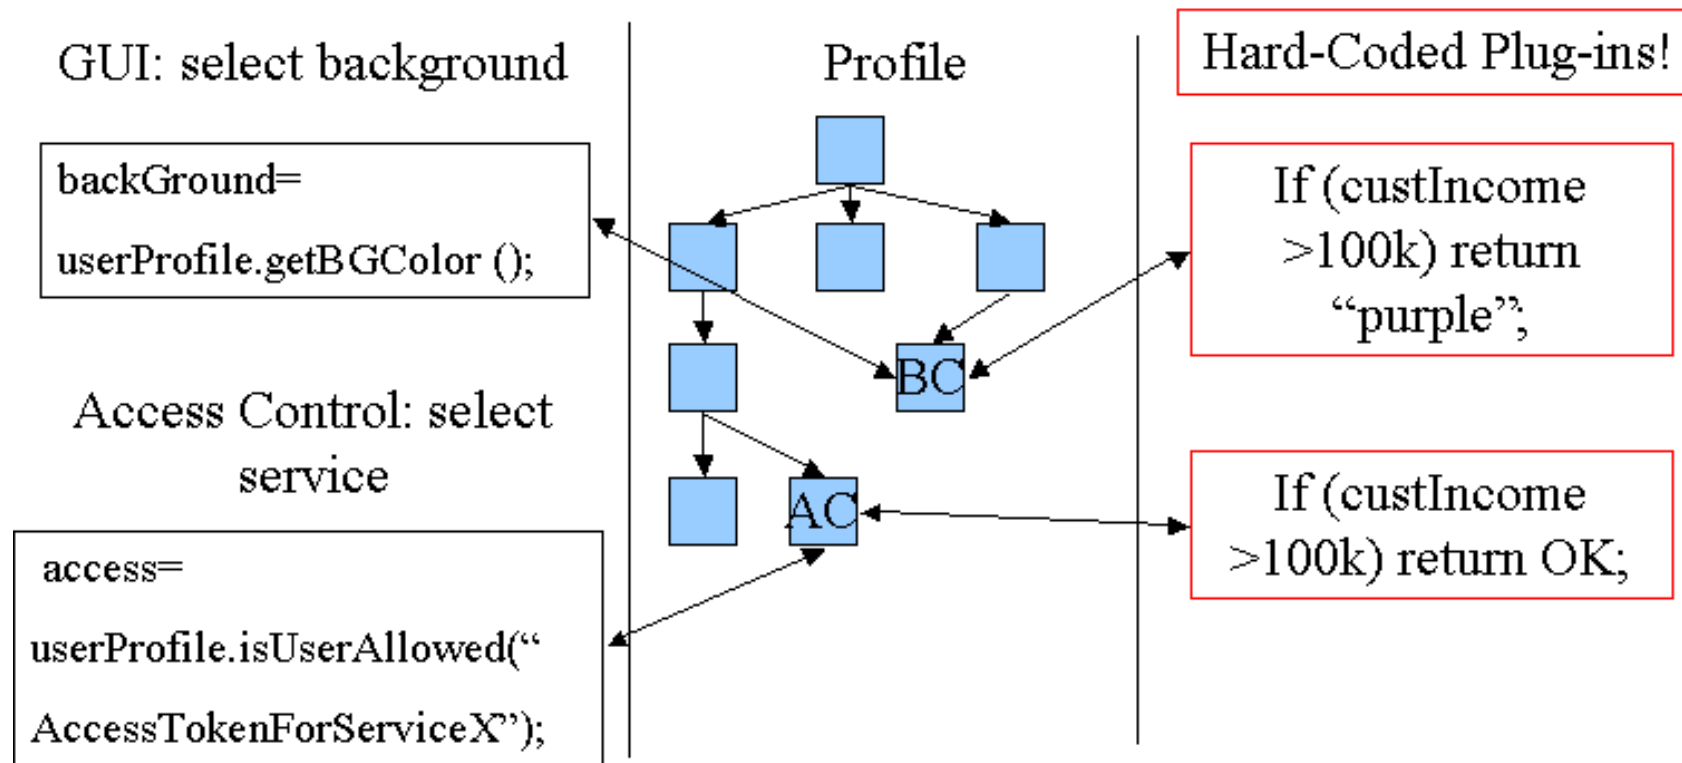 GUI: select background
backGround=
userProfile.getBGColor ();
Access Control: select
service
access=
userProfile.isUserAllowed(“
AccessTokenForServiceX”);
Profile
BC
AC
Hard-Coded Plug-ins!
If (custIncome
>100k) return
“purple”;
If (custIncome
>100k) return OK;